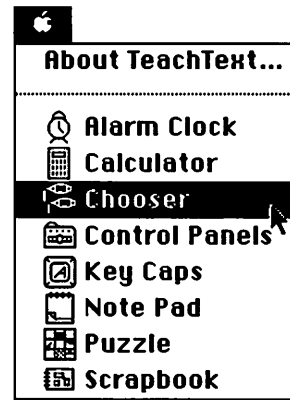 About TeachText...
Alarm Clock
Calculator
Chooser
Control Panels
Key Caps
Note Pad
Puzzle
Scrapbook